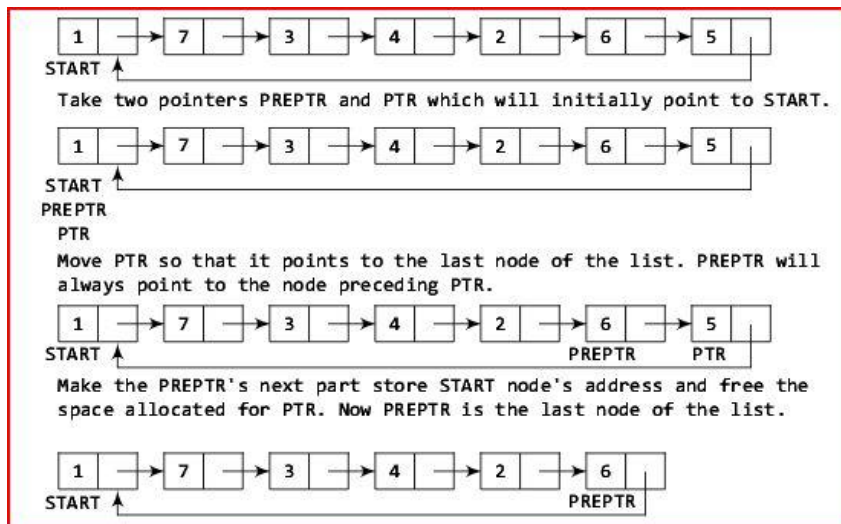 1 7 3 4 2 6 5
START
Take two pointers PREPTR and PTR which will initially point to START.
1 7 3 4 2 6 5
START
PREPTR
PTR
Move PTR so that it points to the last node of the list. PREPTR will
always point to the node preceding PTR.
1 7 3 4 2 6 5
START PREPTR PTR
Make the PREPTR's next part store START node's address and free the
space allocated for PTR. Now PREPTR is the last node of the list.
1 7 3 4 2 6
START PREPTR